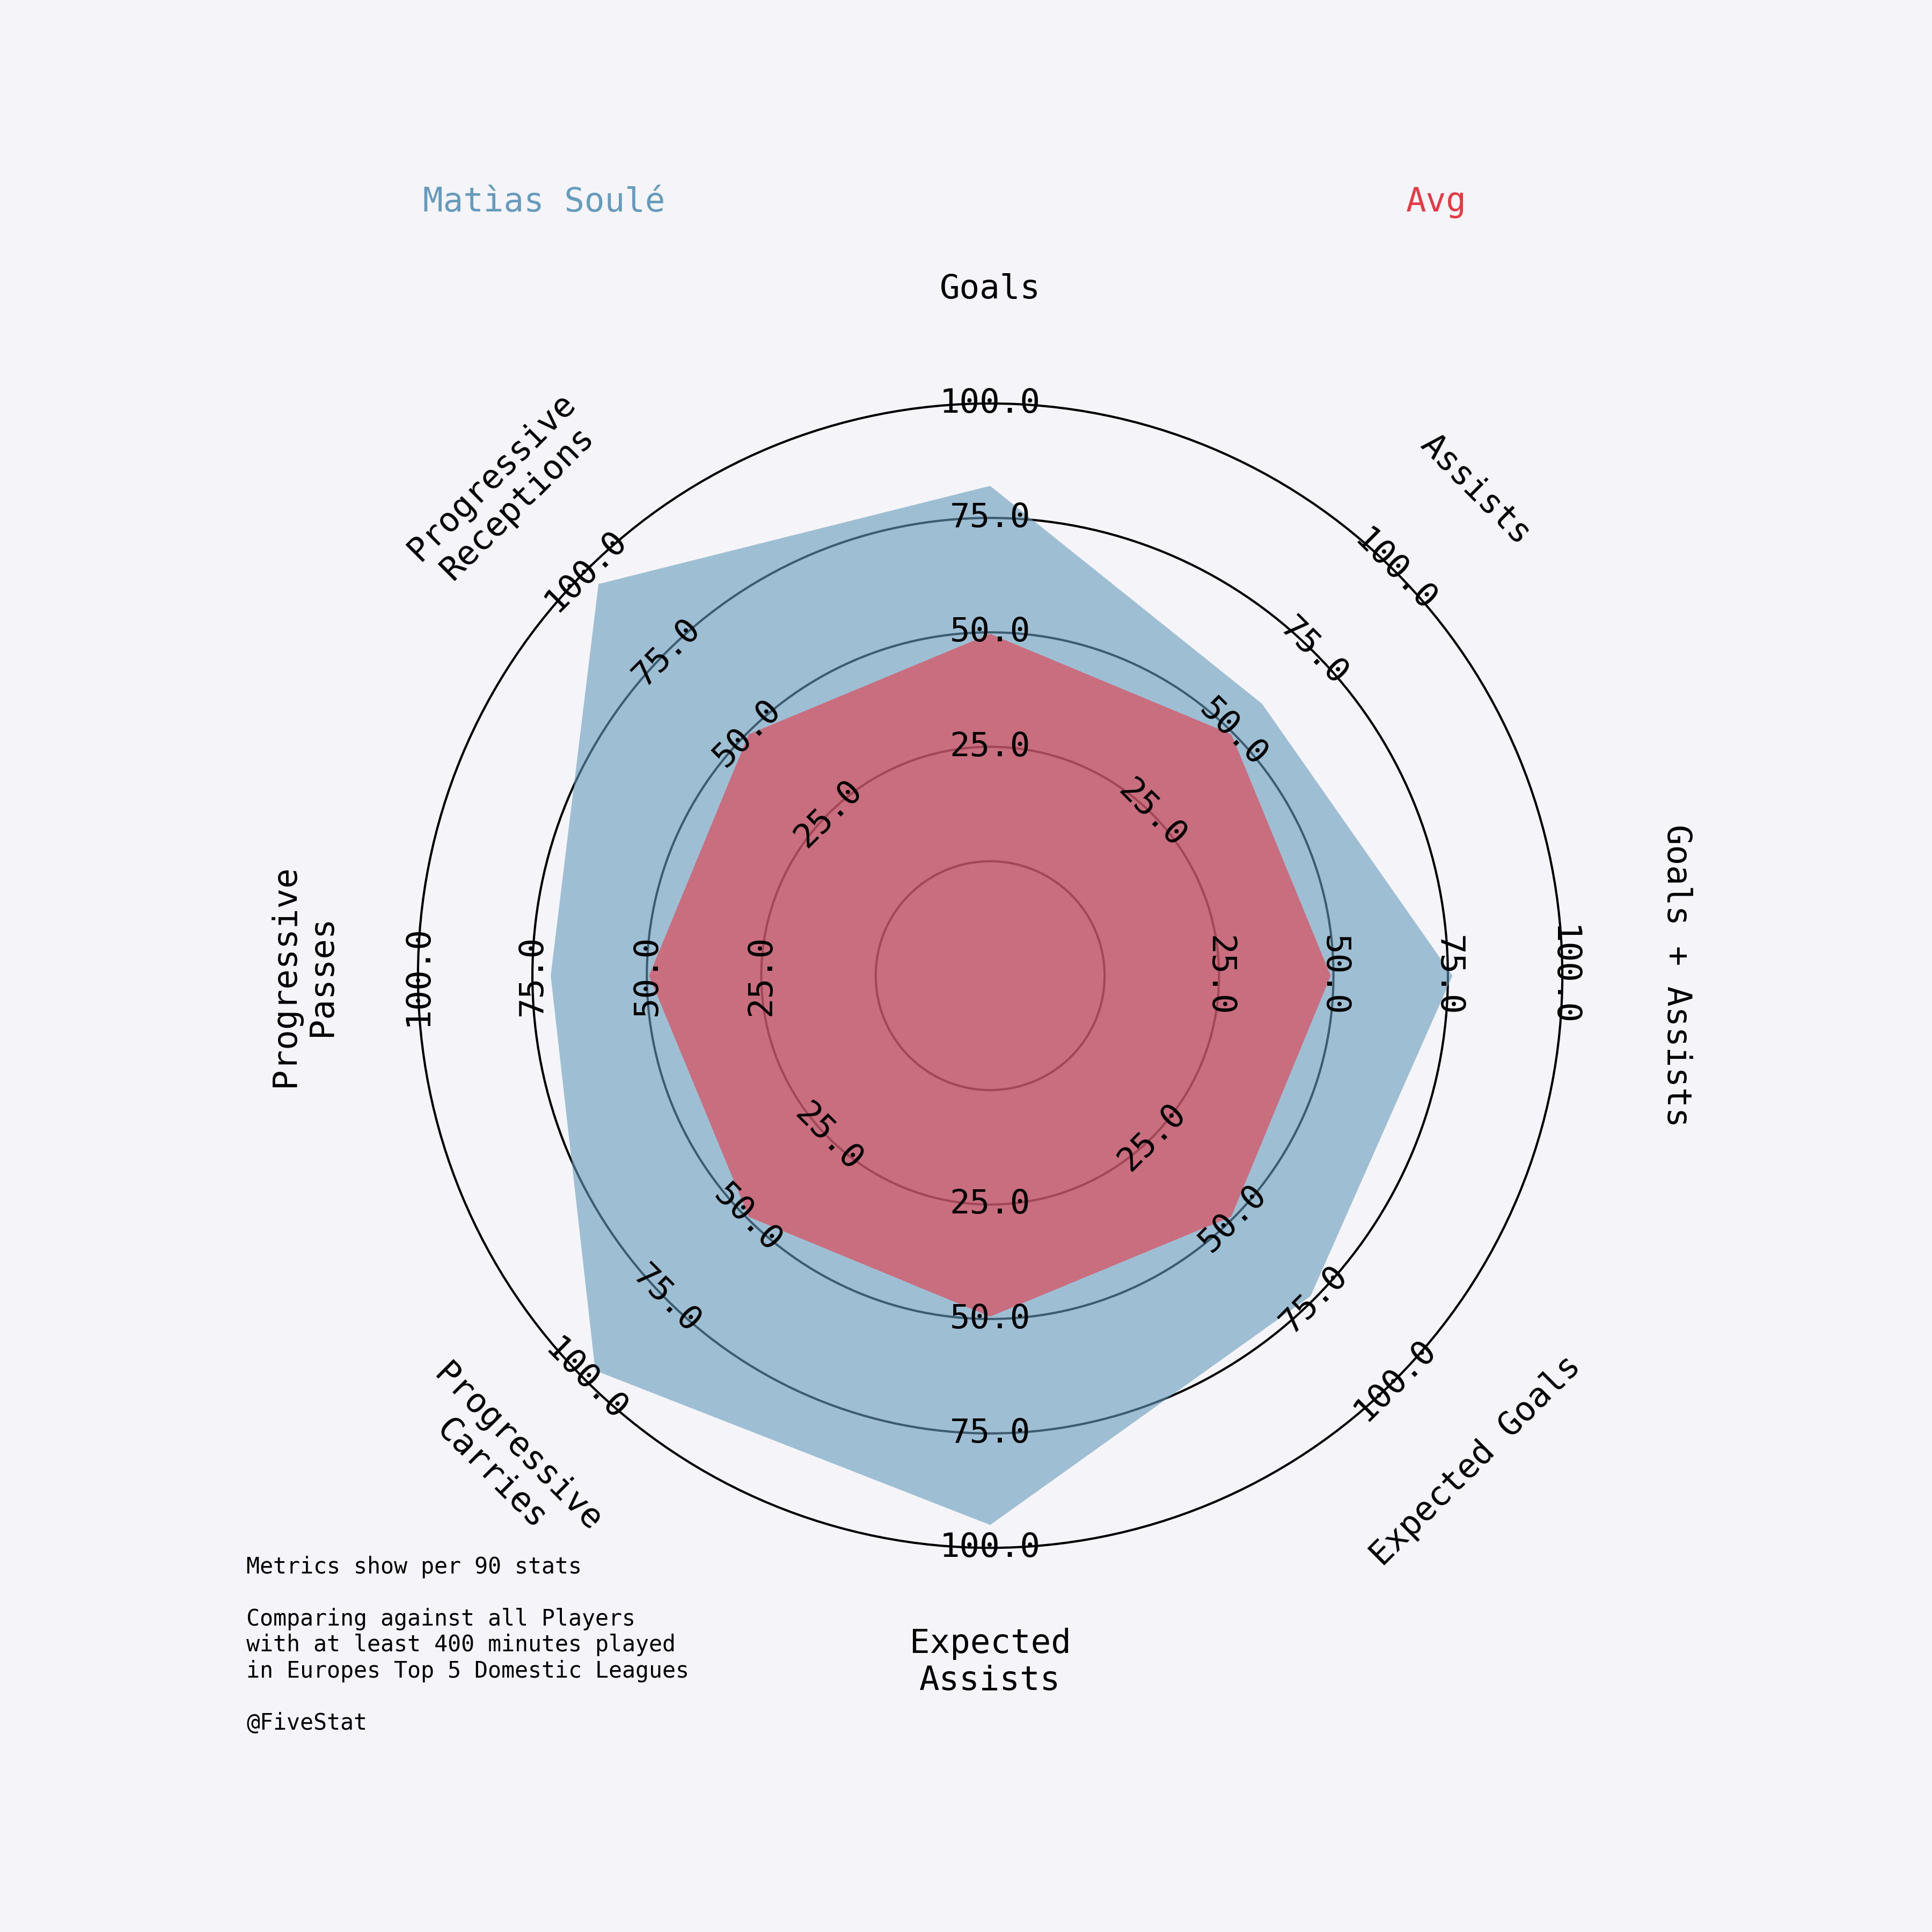 Matìas Soulé
Avg
Goals
Assists
Goals + Assists
Expected Goals
Expected
Assists
Progressive
Carries
Progressive
Passes
Progressive
Receptions
100.0
75.0
50.0
25.0
100.0
75.0
50.0
25.0
100.0
75.0
50.0
25.0
100.0
75.0
50.0
25.0
100.0
75.0
50.0
25.0
100.0
75.0
50.0
25.0
100.0
75.0
50.0
25.0
100.0
75.0
50.0
25.0
Metrics show per 90 stats
Comparing against all Players
with at least 400 minutes played
in Europes Top 5 Domestic Leagues
@FiveStat